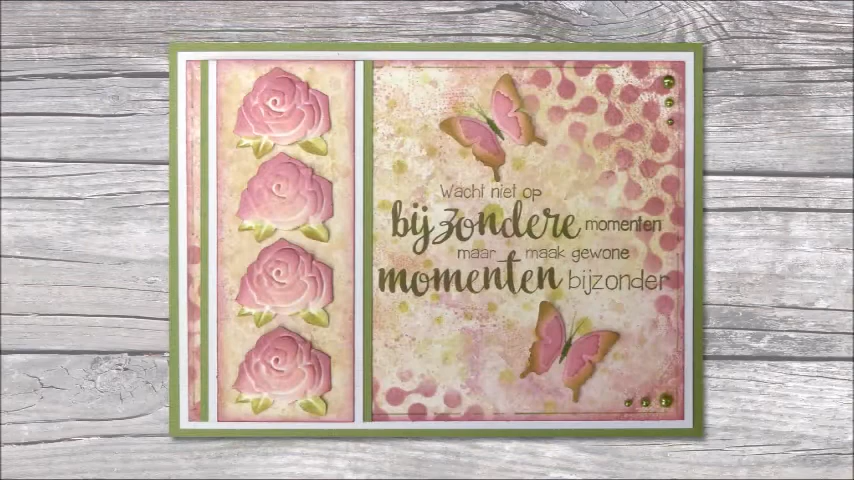 Wacht niet op
bijzondere momenten
maar maak gewone
momenten bijzonder